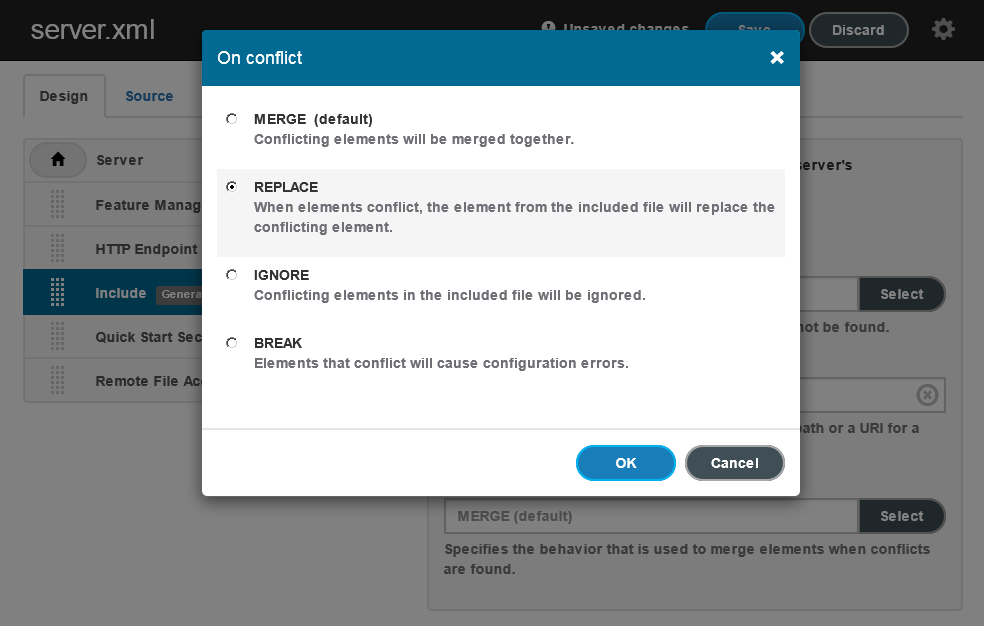 server.xml
Unsaved changes
Save
Discard
On conflict
Design
Source
MERGE (default)
Conflicting elements will be merged together.
Server
server's
REPLACE
When elements conflict, the element from the included file will replace the
conflicting element.
Feature Manag
HTTP Endpoint
IGNORE
Conflicting elements in the included file will be ignored.
Include
Genera
Select
not be found.
Quick Start Sec
BREAK
Elements that conflict will cause configuration errors.
Remote File Acc
path or a URI for a
OK
Cancel
MERGE (default)
Select
Specifies the behavior that is used to merge elements when conflicts
are found.